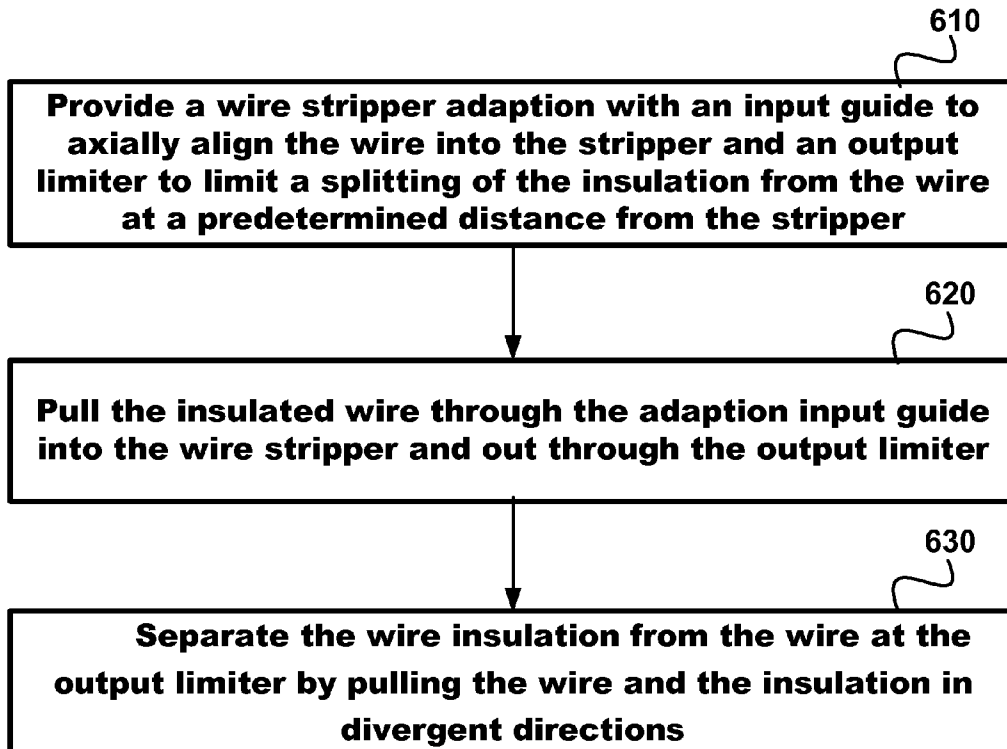 610
Provide a wire stripper adaption with an input guide to
axially align the wire into the stripper and an output
limiter to limit a splitting of the insulation from the wire
at a predetermined distance from the stripper
620
Pull the insulated wire through the adaption input guide
into the wire stripper and out through the output limiter
630
Separate the wire insulation from the wire at the
output limiter by pulling the wire and the insulation in
divergent directions